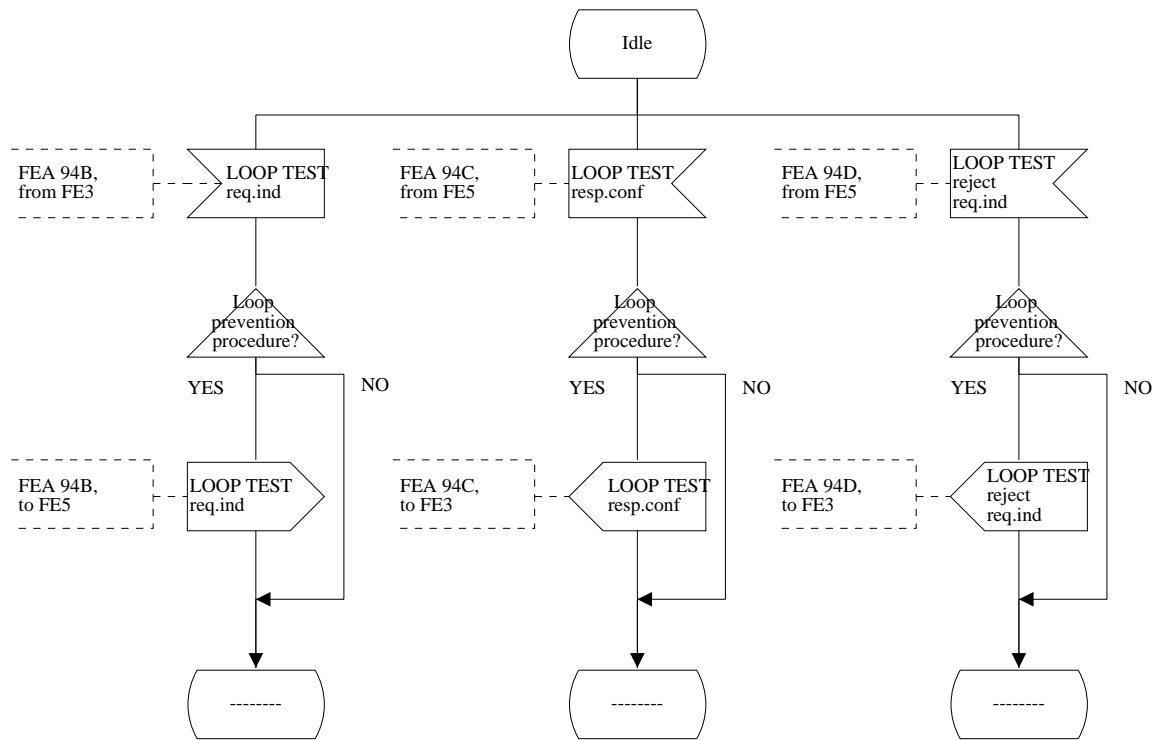 Idle
FEA 94B,
from FE3
LOOP TEST
req.ind
FEA 94C,
from FE5
LOOP TEST
resp.conf
FEA 94D,
from FE5
LOOP TEST
reject
req.ind
Loop
prevention
procedure?
Loop
prevention
procedure?
Loop
prevention
procedure?
YES
NO
YES
NO
YES
NO
FEA 94B,
to FE5
LOOP TEST
req.ind
FEA 94C,
to FE3
LOOP TEST
resp.conf
FEA 94D,
to FE3
LOOP TEST
reject
req.ind
--------
--------
--------